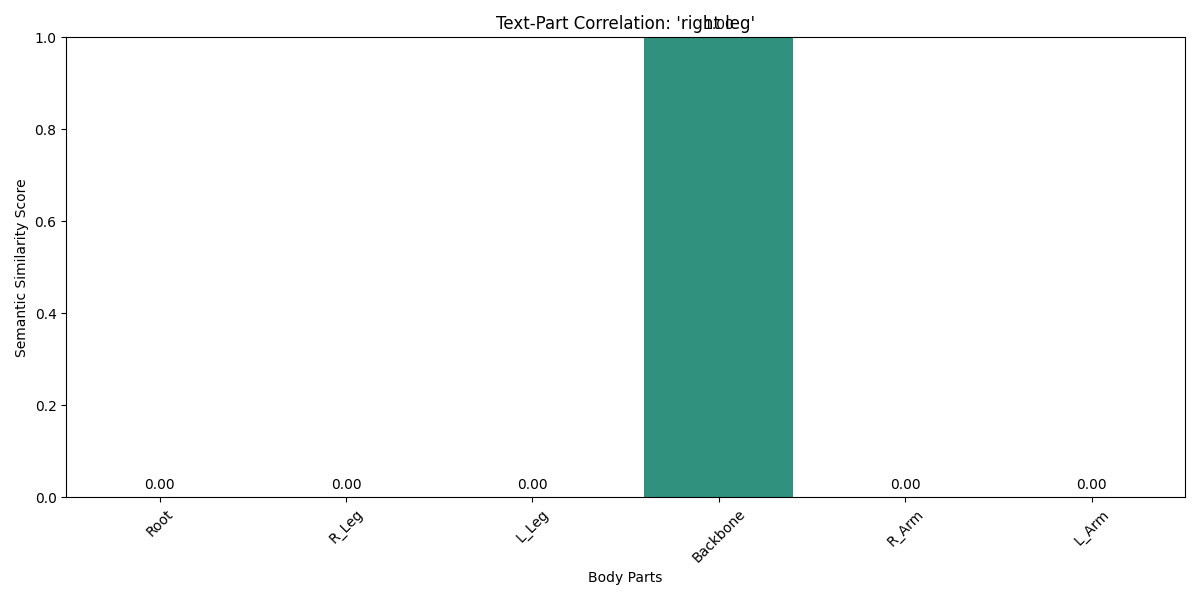 Text-Part Correlation: 'right leg'
1.00
1.0
0.8
0.6
0.4
0.2
0.0
Semantic Similarity Score
0.00 0.00 0.00 0.00 0.00
Root R_Leg L_Leg Backbone R_Arm L_Arm
Body Parts